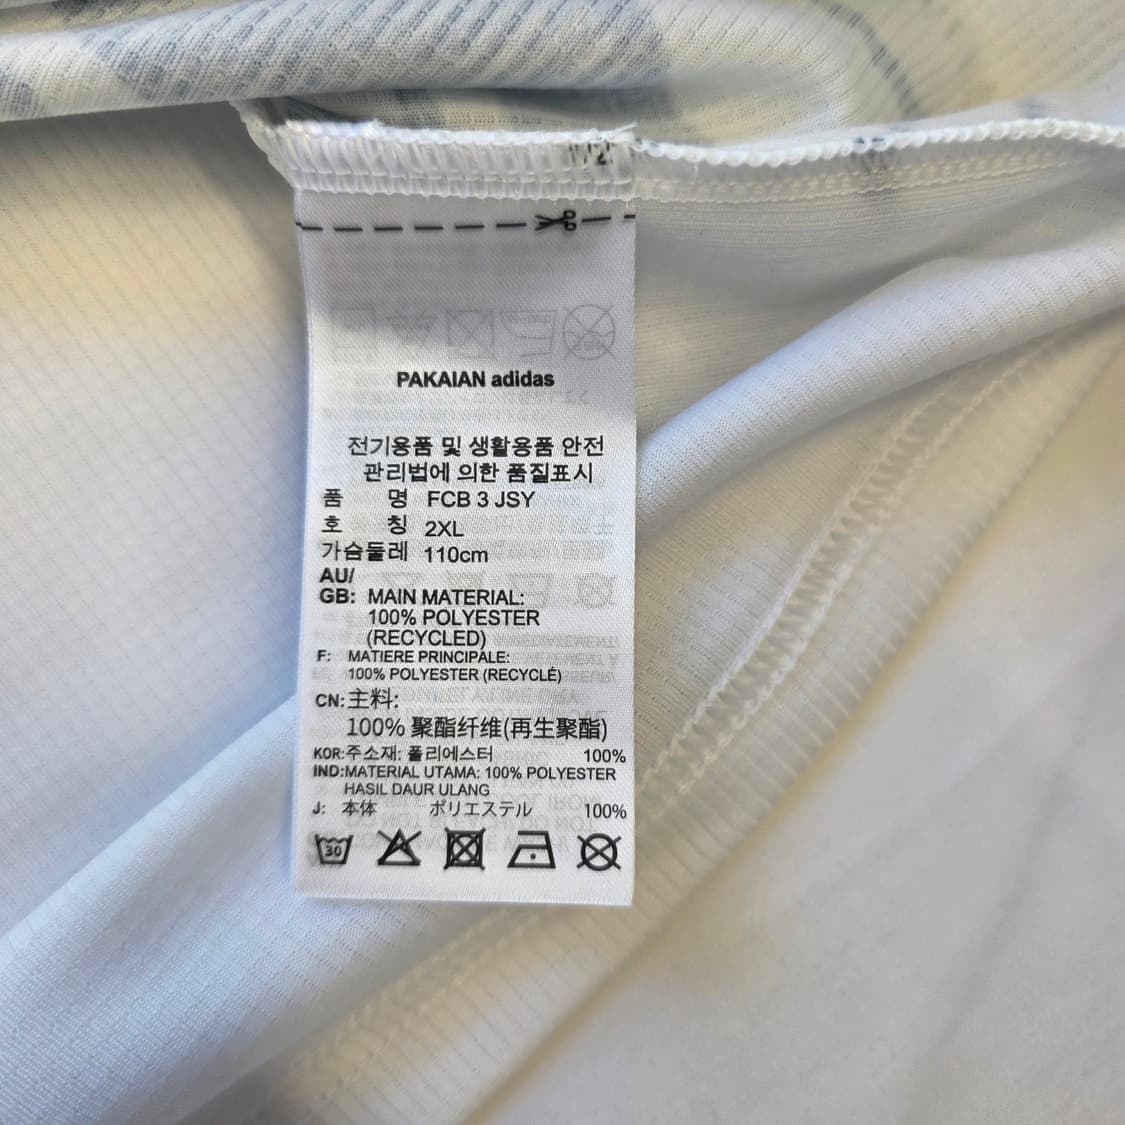 PAKAIAN adidas
전기용품 및 생활용품 안전
관리법에 의한 품질표시
품 명 FCB 3 JSY
호 칭 2XL
가슴둘레 110cm
AU/
GB: MAIN MATERIAL:
100% POLYESTER
(RECYCLED)
F: MATIERE PRINCIPALE:
100% POLYESTER (RECYCLÉ)
CN: 主料:
100% 聚酯纤维(再生聚酯)
KOR: 주소재: 폴리에스터 100%
IND: MATERIAL UTAMA: 100% POLYESTER
HASIL DAUR ULANG
J: 本体 ポリエステル 100%
30